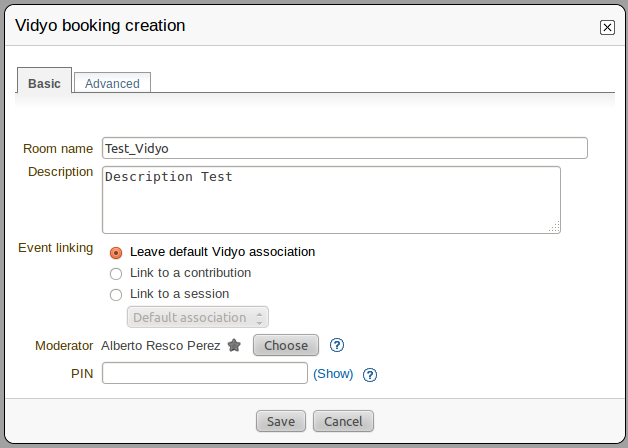 Vidyo booking creation
Basic Advanced
Room name Test_Vidyo
Description Description Test
Event linking Leave default Vidyo association
Link to a contribution
Link to a session
Default association
Moderator Alberto Resco Perez Choose ?
PIN (Show) ?
Save Cancel